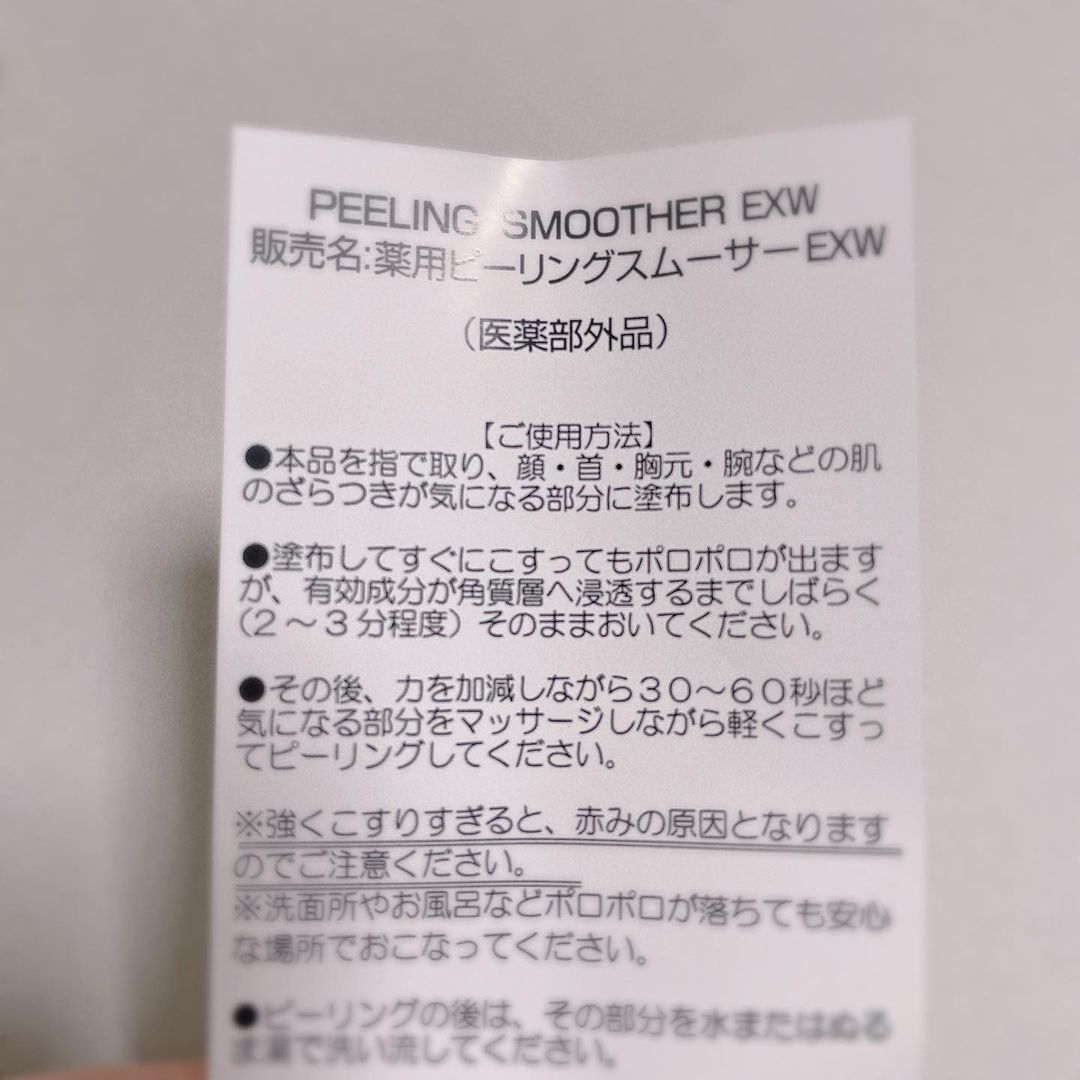 PEELING SMOOTHER EXW
販売名:薬用ピーリングスムーサーEXW
（医薬部外品）
【ご使用方法】
●本品を指で取り、顔・首・胸元・腕などの肌
のざらつきが気になる部分に塗布します。
●塗布してすぐにこすってもポロポロが出ます
が、有効成分が角質層へ浸透するまでしばらく
（２～３分程度）そのままおいてください。
●その後、力を加減しながら３０～６０秒ほど
気になる部分をマッサージしながら軽くこすっ
てピーリングしてください。
※強くこすりすぎると、赤みの原因となります
のでご注意ください。
※洗面所やお風呂などポロポロが落ちても安心
な場所でおこなってください。
●ピーリングの後は、その部分を水またはぬる
ま湯で洗い流してください。